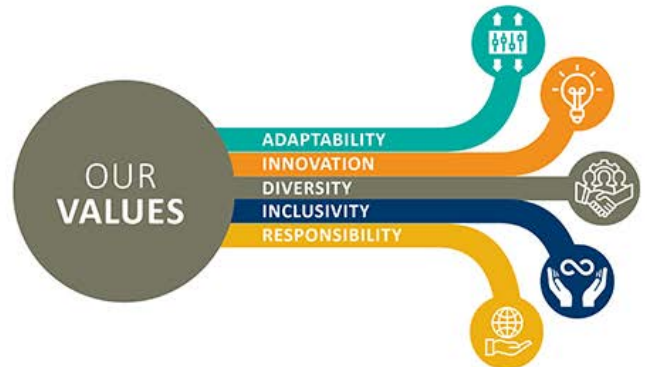 OUR
VALUES
ADAPTABILITY
INNOVATION
DIVERSITY
INCLUSIVITY
RESPONSIBILITY